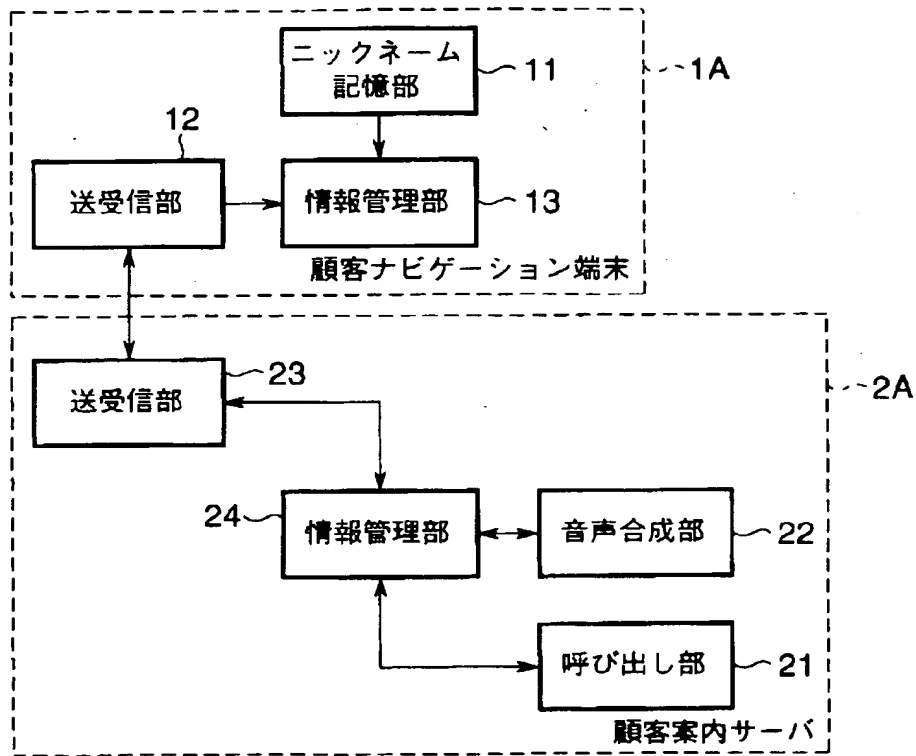 ニックネーム
記憶部
11
1A
12
送受信部
情報管理部
13
顧客ナビゲーション端末
23
送受信部
2A
24
情報管理部
音声合成部
22
呼び出し部
21
顧客案内サーバ